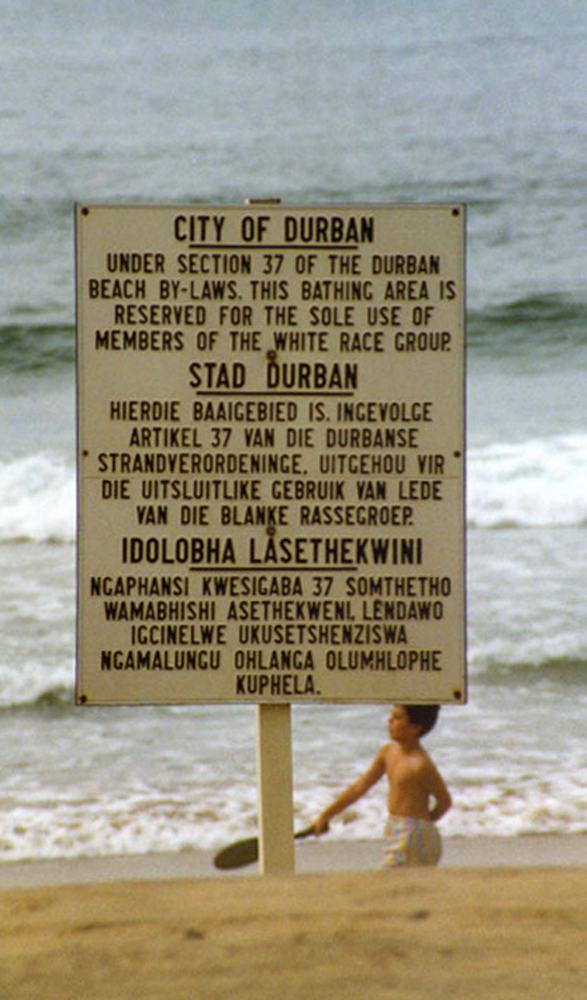 CITY OF DURBAN
UNDER SECTION 37 OF THE DURBAN
BEACH BY-LAWS. THIS BATHING AREA IS
RESERVED FOR THE SOLE USE OF
MEMBERS OF THE WHITE RACE GROUP.
STAD DURBAN
HIERDIE BAAIGEBIED IS. INGEVOLGE
ARTIKEL 37 VAN DIE DURBANSE
STRANDVERORDENINGE, UITGEHOU VIR
DIE UITSLUITLIKE GEBRUIK VAN LEDE
VAN DIE BLANKE RASSEGROEP.
IDOLOBHA LASETHEKWINI
NGAPHANSI KWESIGABA 37 SOMTHETHO
WAMABHISHI ASETHEKWENI, LENDAWO
IGCINELWE UKUSETSHENZISWA
NGAMALUNGU OHLANGA OLUMHLOPHE
KUPHELA.